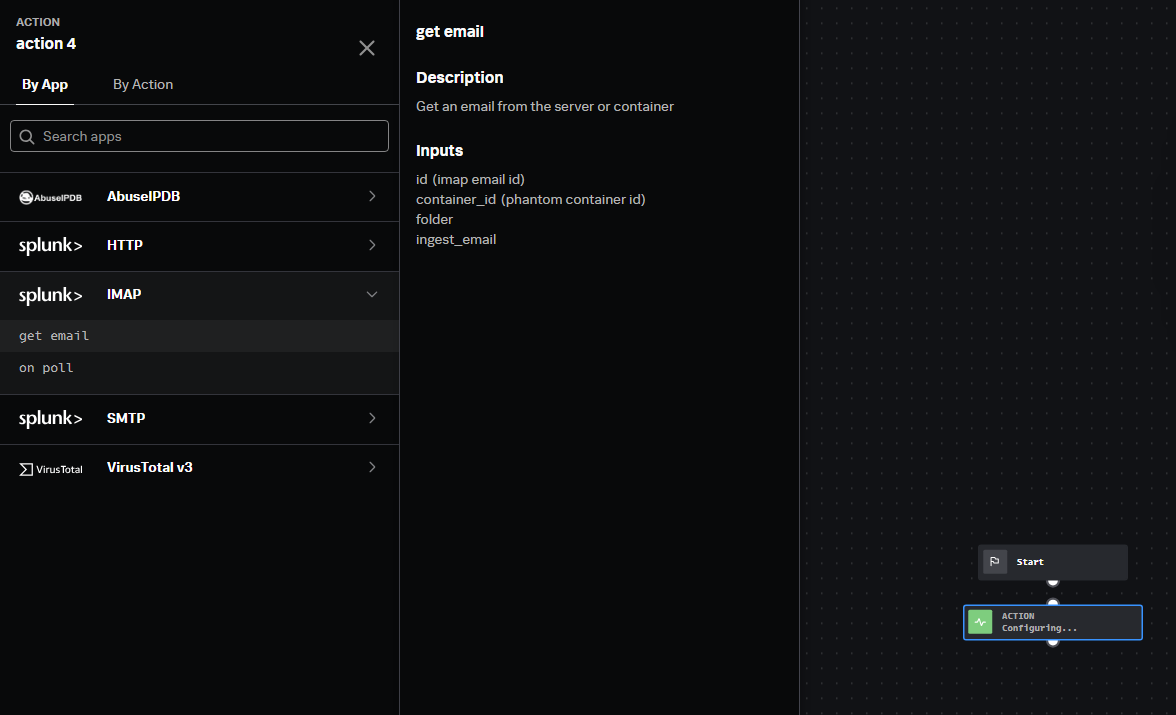 ACTION
action 4
By App
By Action
Search apps
AbuseIPDB
AbuseIPDB
splunk>
HTTP
splunk>
IMAP
get email
on poll
splunk>
SMTP
VirusTotal
VirusTotal v3
get email
Description
Get an email from the server or container
Inputs
id (imap email id)
container_id (phantom container id)
folder
ingest_email
Start
ACTION
Configuring...